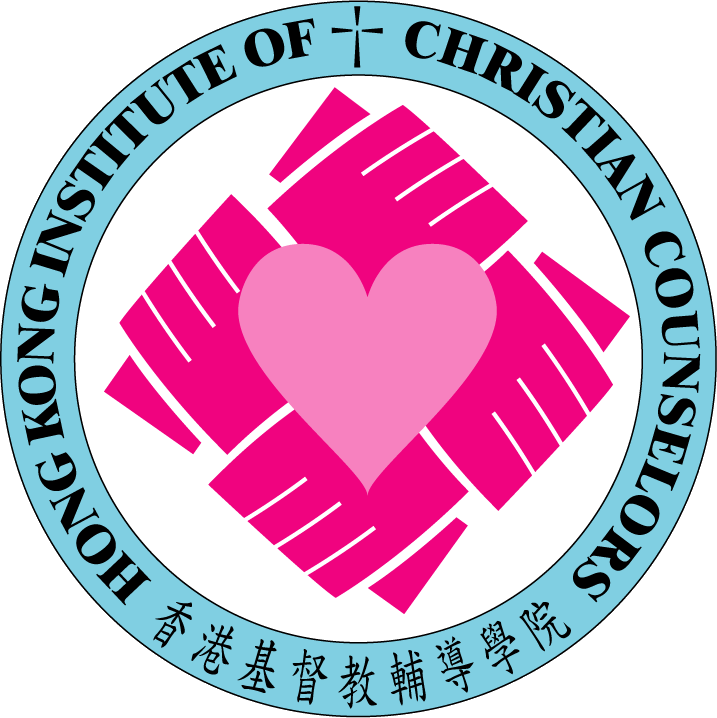 HONG KONG INSTITUTE OF CHRISTIAN COUNSELORS
香港基督教輔導學院